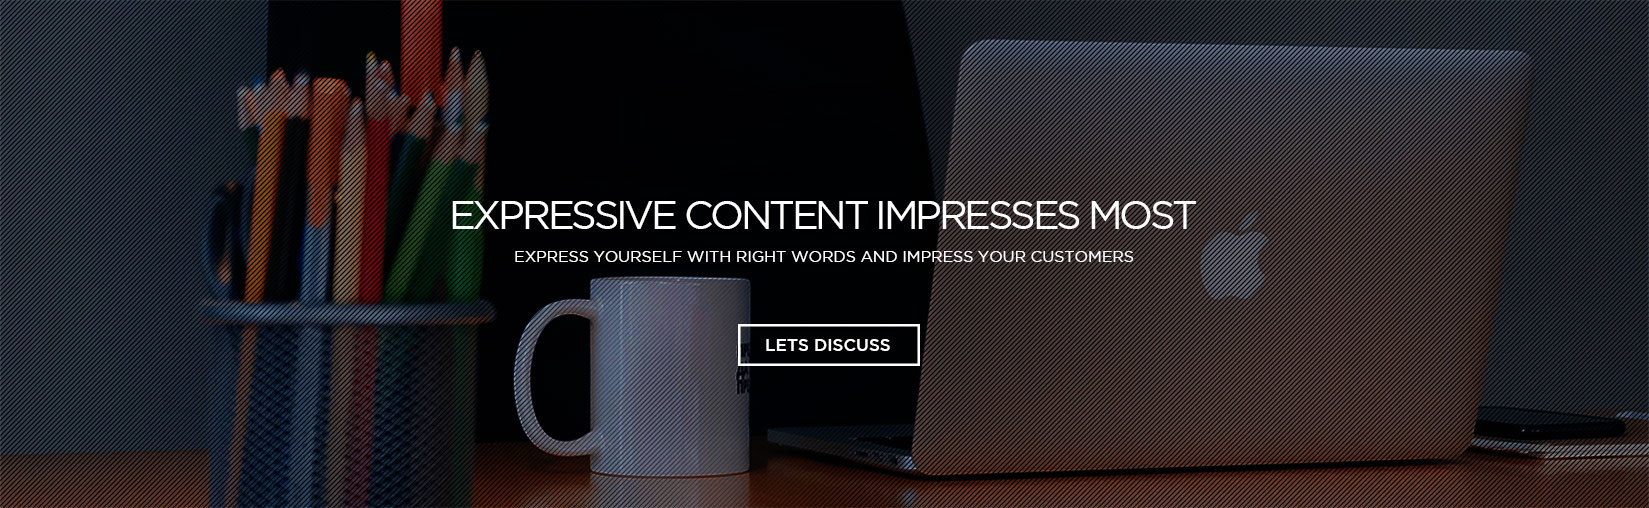 EXPRESSIVE CONTENT IMPRESSES MOST
EXPRESS YOURSELF WITH RIGHT WORDS AND IMPRESS YOUR CUSTOMERS
LETS DISCUSS